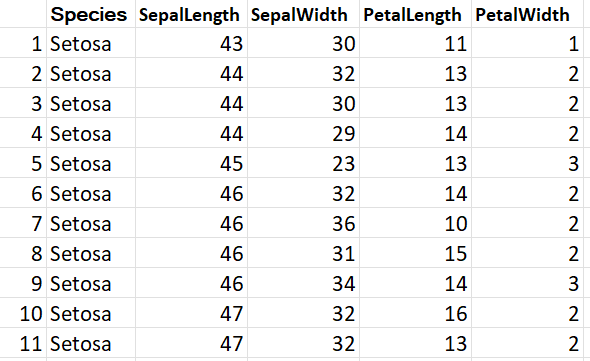 Species SepalLength SepalWidth PetalLength PetalWidth
1 Setosa 43 30 11 1
2 Setosa 44 32 13 2
3 Setosa 44 30 13 2
4 Setosa 44 29 14 2
5 Setosa 45 23 13 3
6 Setosa 46 32 14 2
7 Setosa 46 36 10 2
8 Setosa 46 31 15 2
9 Setosa 46 34 14 3
10 Setosa 47 32 16 2
11 Setosa 47 32 13 2